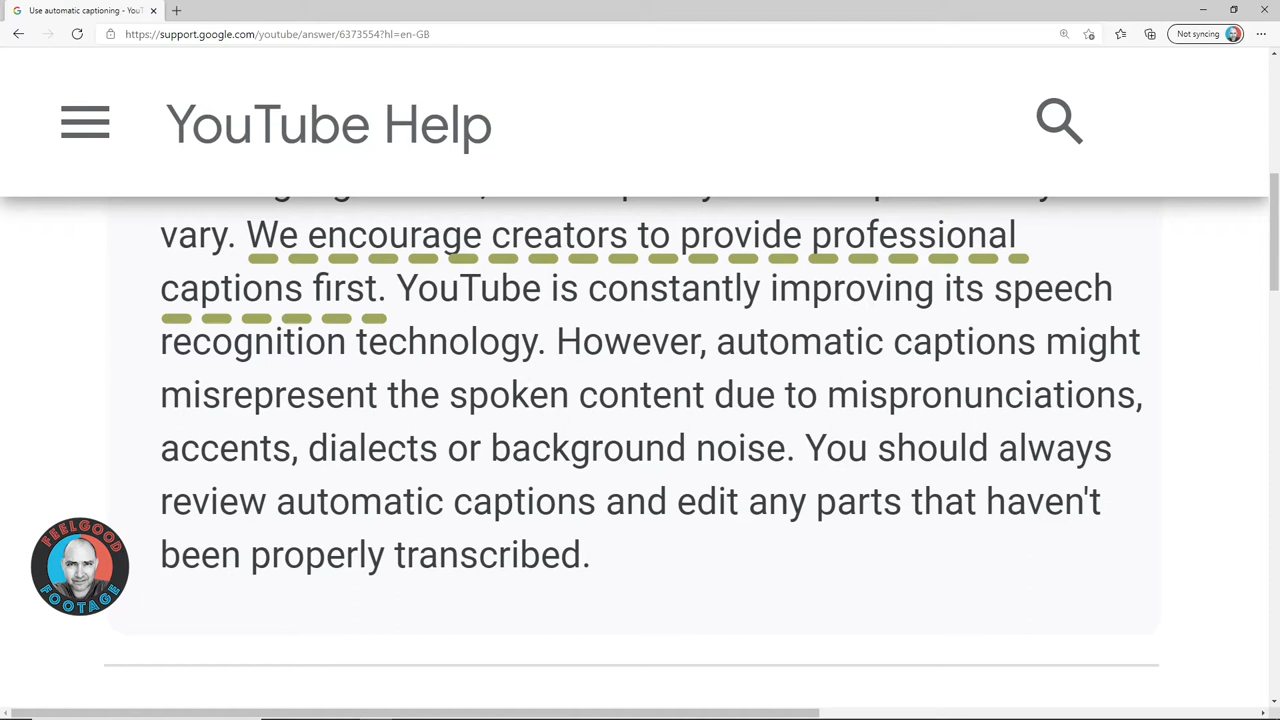 Use automatic captioning - YouT
https://support.google.com/youtube/answer/6373554?hl=en-GB
Not syncing
YouTube Help
vary. We encourage creators to provide professional
captions first. YouTube is constantly improving its speech
recognition technology. However, automatic captions might
misrepresent the spoken content due to mispronunciations,
accents, dialects or background noise. You should always
review automatic captions and edit any parts that haven't
been properly transcribed.
FEELGOOD
FOOTAGE